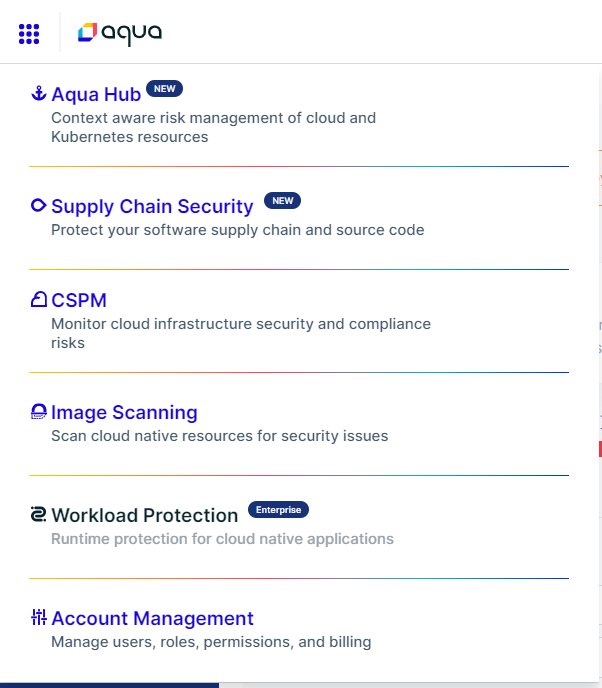 aqua
Aqua Hub NEW
Context aware risk management of cloud and
Kubernetes resources
Supply Chain Security NEW
Protect your software supply chain and source code
CSPM
Monitor cloud infrastructure security and compliance
risks
Image Scanning
Scan cloud native resources for security issues
Workload Protection Enterprise
Runtime protection for cloud native applications
Account Management
Manage users, roles, permissions, and billing